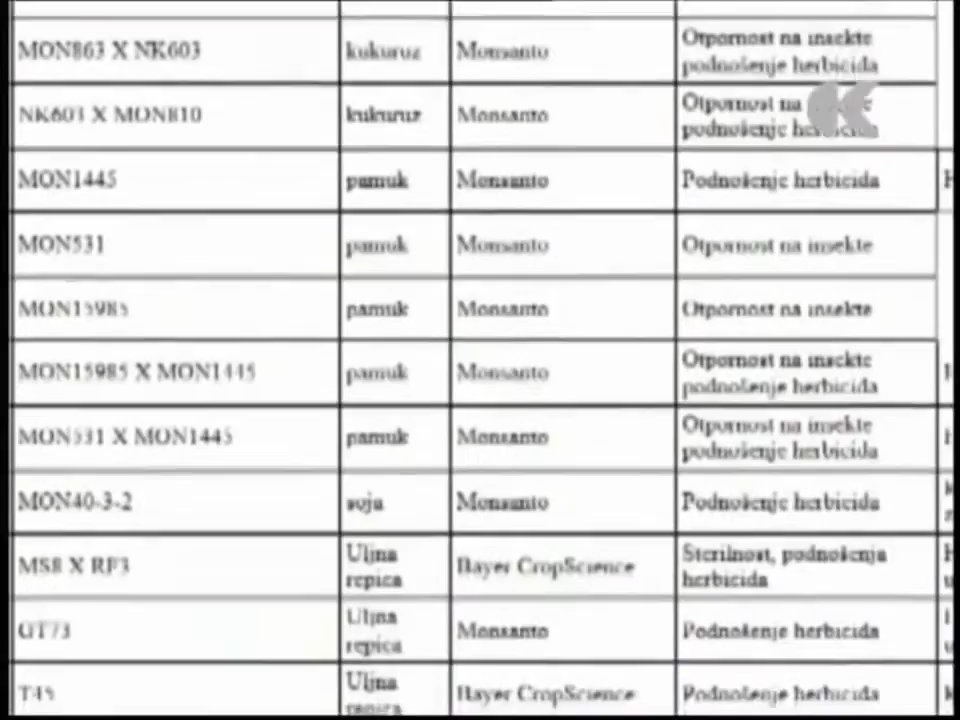 MON863 X NK603 kukuruz Monsanto Otpornost na insekte
podnošenje herbicida
NK603 X MON810 kukuruz Monsanto Otpornost na insekte
podnošenje herbicida
MON1445 pamuk Monsanto Podnošenje herbicida
MON531 pamuk Monsanto Otpornost na insekte
MON15985 pamuk Monsanto Otpornost na insekte
MON15985 X MON1445 pamuk Monsanto Otpornost na insekte
podnošenje herbicida
MON531 X MON1445 pamuk Monsanto Otpornost na insekte
podnošenje herbicida
MON40-3-2 soja Monsanto Podnošenje herbicida
MS8 X RF3 Uljna repica Bayer CropScience Sterilnost, podnošenja
herbicida
GT73 Uljna repica Monsanto Podnošenje herbicida
T45 Uljna repica Bayer CropScience Podnošenje herbicida